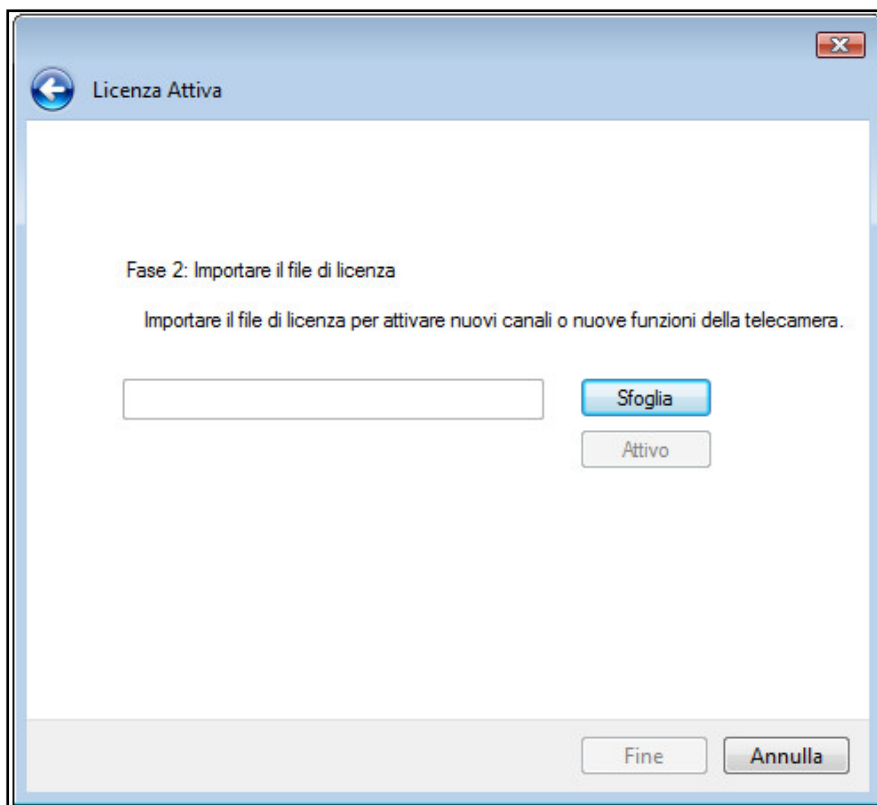 Licenza Attiva
Fase 2: Importare il file di licenza
Importare il file di licenza per attivare nuovi canali o nuove funzioni della telecamera.
Sfoglia
Attivo
Fine Annulla